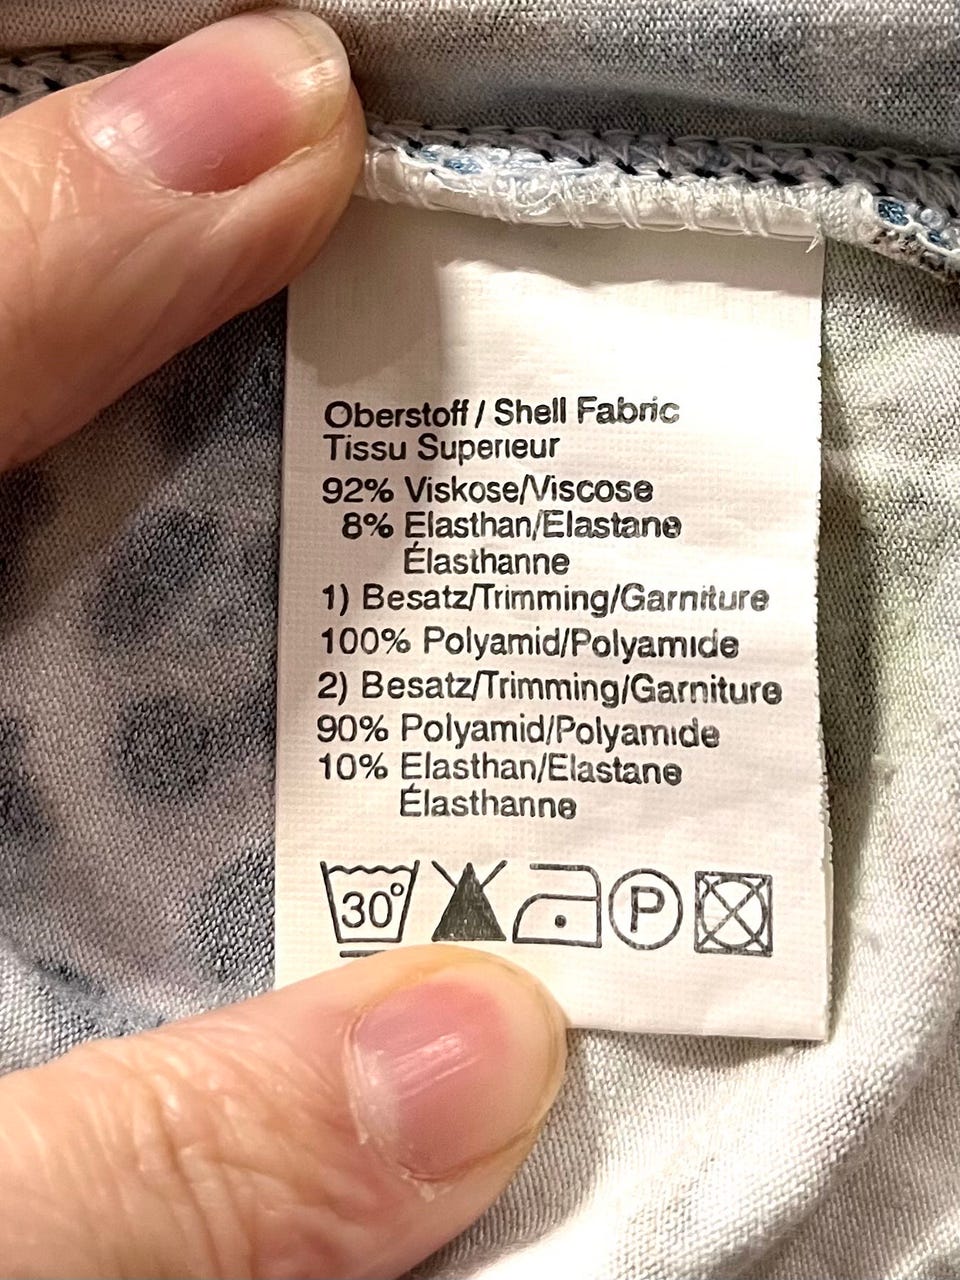 Oberstoff / Shell Fabric
Tissu Superieur
92% Viskose/Viscose
8% Elasthan/Elastane
Élasthanne
1) Besatz/Trimming/Garniture
100% Polyamid/Polyamide
2) Besatz/Trimming/Garniture
90% Polyamid/Polyamide
10% Elasthan/Elastane
Élasthanne
30° P